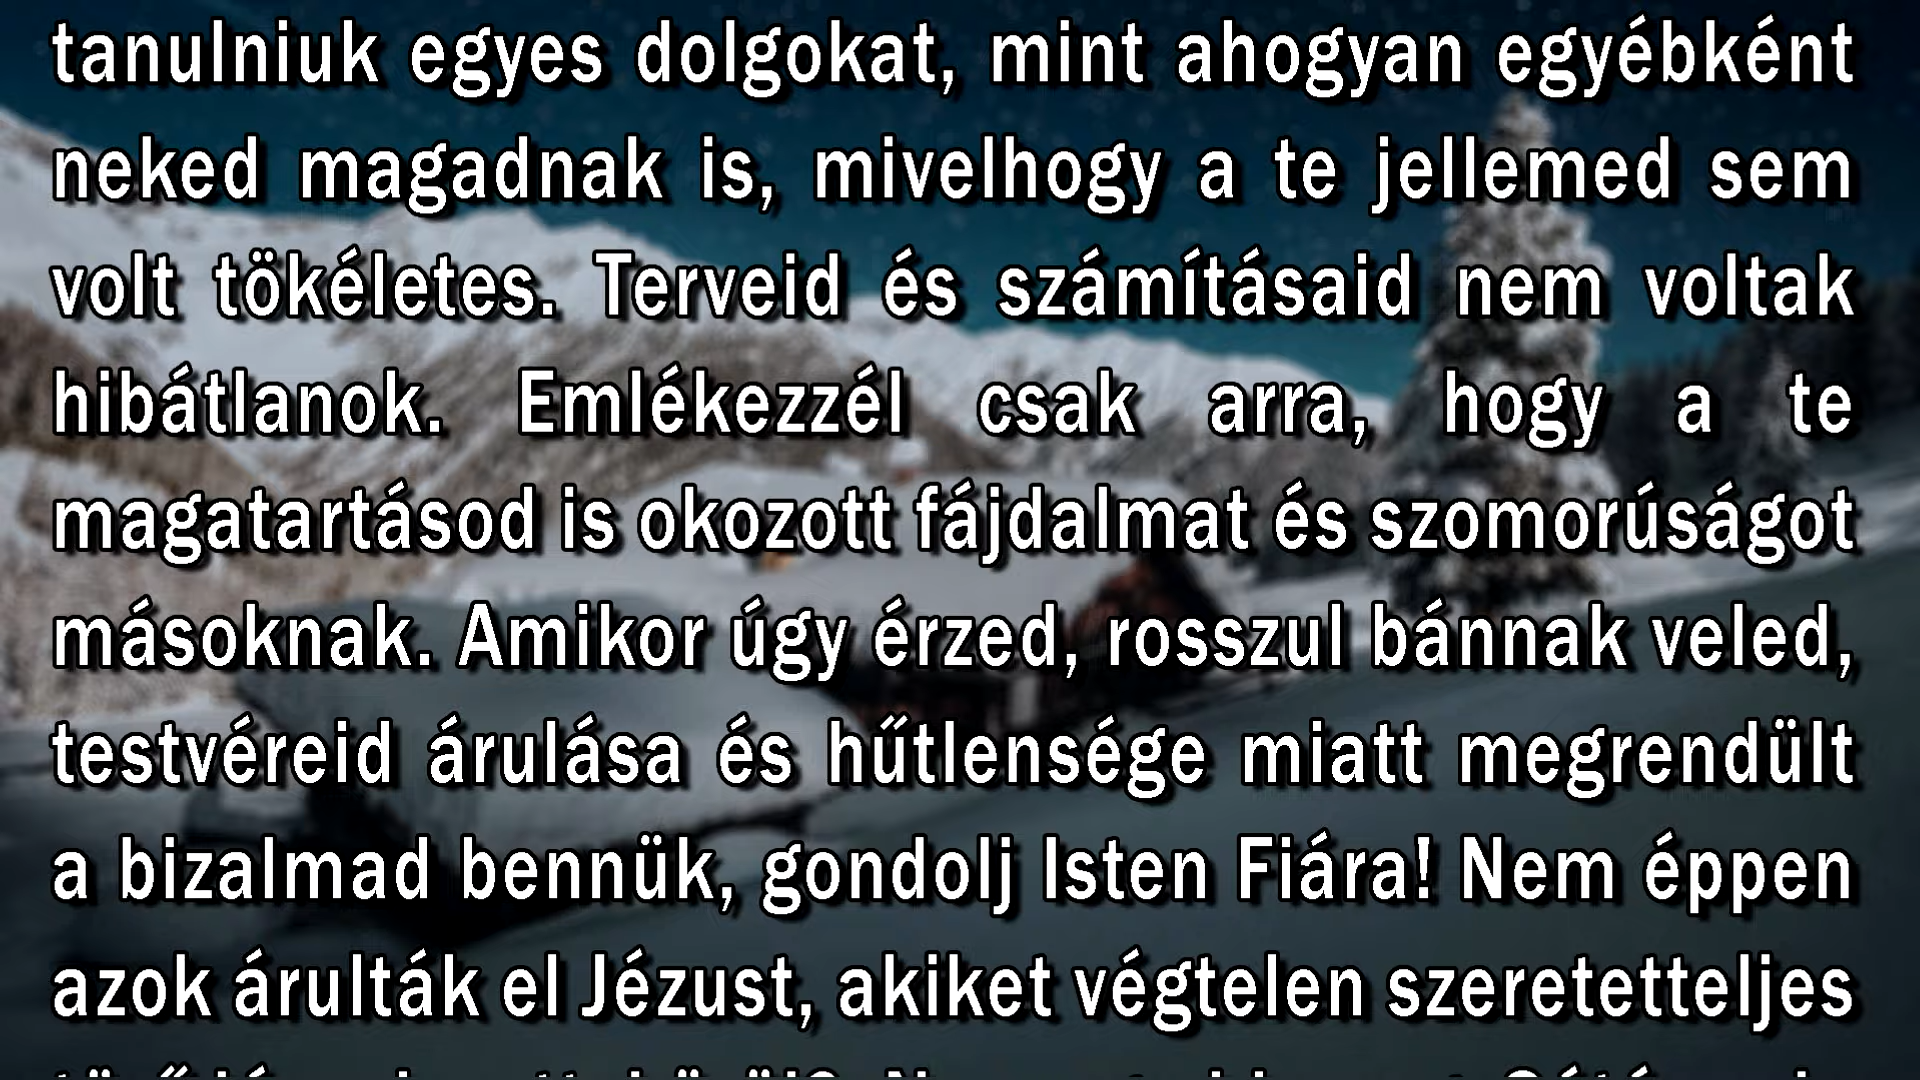 tanulniuk egyes dolgokat, mint ahogyan egyébként
neked magadnak is, mivelhogy a te jellemed sem
volt tökéletes. Terveid és számításaid nem voltak
hibátlanok. Emlékezzél csak arra, hogy a te
magatartásod is okozott fájdalmat és szomorúságot
másoknak. Amikor úgy érzed, rosszul bánnak veled,
testvéreid árulása és hűtlensége miatt megrendült
a bizalmad bennük, gondolj Isten Fiára! Nem éppen
azok árulták el Jézust, akiket végtelen szeretetteljes